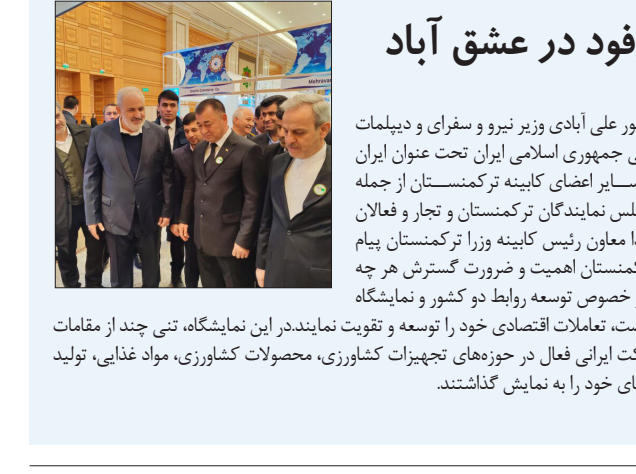 فود در عشق آباد
ور علی آبادی وزیر نیرو و سفرای و دیپلمات
ی جمهوری اسلامی ایران تحت عنوان ایران
ســایر اعضای کابینه ترکمنســتان از جمله
لس نمایندگان ترکمنستان و تجار و فعالان
ا معاون رئیس کابینه وزرا ترکمنستان پیام
کمنستان اهمیت و ضرورت گسترش هر چه
خصوص توسعه روابط دو کشور و نمایشگاه
ست، تعاملات اقتصادی خود را توسعه و تقویت نمایند.در این نمایشگاه، تنی چند از مقامات
کت ایرانی فعال در حوزه‌های تجهیزات کشاورزی، محصولات کشاورزی، مواد غذایی، تولید
ای خود را به نمایش گذاشتند.
Mehravar